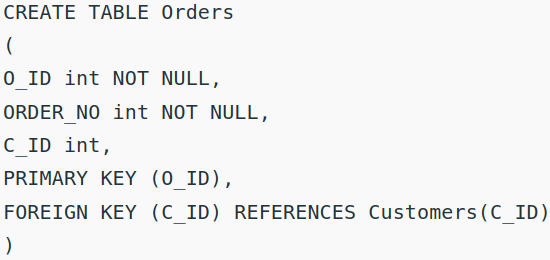 CREATE TABLE Orders
(
O_ID int NOT NULL,
ORDER_NO int NOT NULL,
C_ID int,
PRIMARY KEY (O_ID),
FOREIGN KEY (C_ID) REFERENCES Customers(C_ID)
)